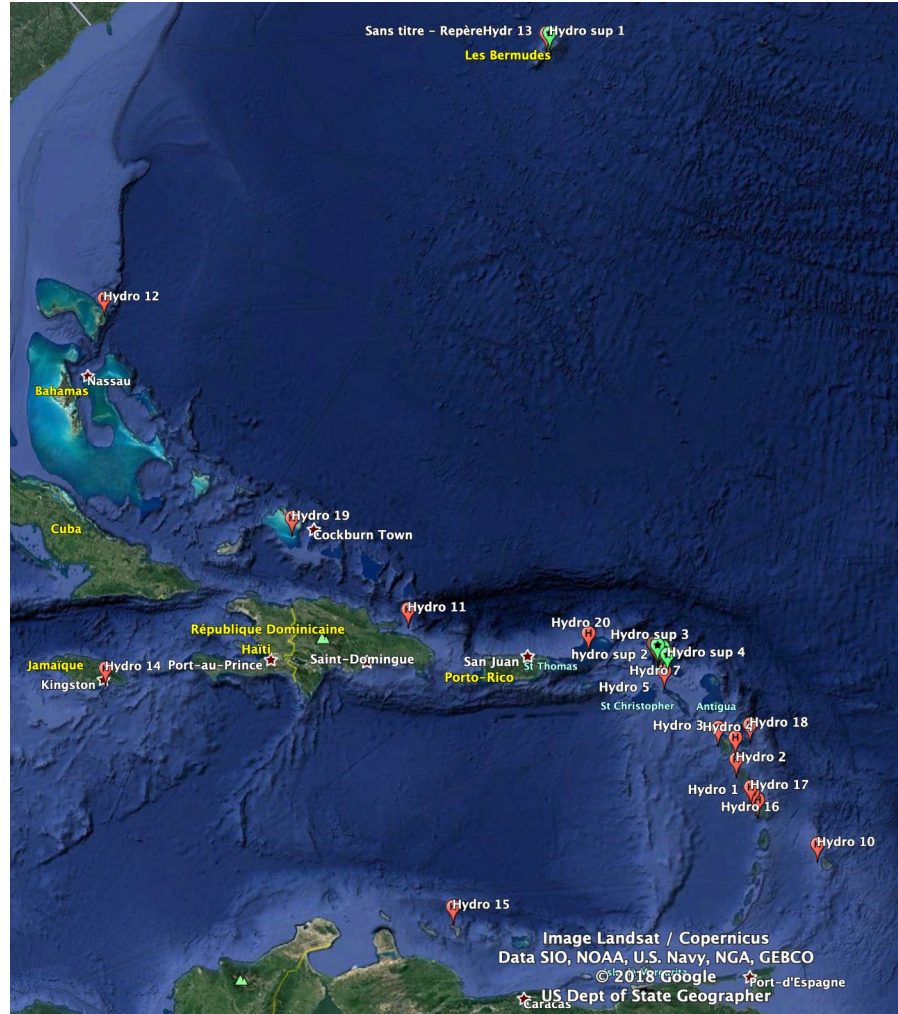 Sans titre - RepèreHydr 13
Hydro sup 1
Les Bermudes
Hydro 12
Nassau
Bahamas
Hydro 19
Cuba
Cockburn Town
Hydro 11
Hydro 20
République Dominicaine
Hydro sup 3
Haïti
hydro sup 2
Hydro sup 4
Saint-Domingue
San Juan
St Thomas
Jamaïque
Hydro 14
Port-au-Prince
Hydro 7
Porto-Rico
Kingston
Hydro 5
St Christopher
Antigua
Hydro 3
Hydro 4
Hydro 18
Hydro 2
Hydro 1
Hydro 17
Hydro 16
Hydro 10
Hydro 15
Image Landsat / Copernicus
Data SIO, NOAA, U.S. Navy, NGA, GEBCO
© 2018 Google
Port-d'Espagne
US Dept of State Geographer
Caracas